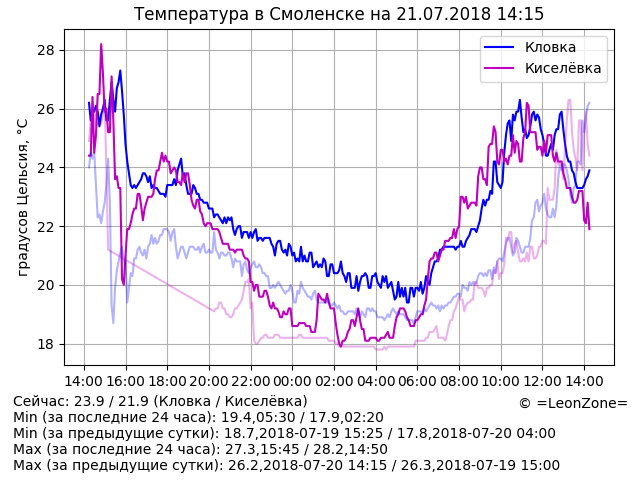 Температура в Смоленске на 21.07.2018 14:15
Кловка
Киселёвка
градусов Цельсия, °C
28
26
24
22
20
18
14:00 16:00 18:00 20:00 22:00 00:00 02:00 04:00 06:00 08:00 10:00 12:00 14:00
Сейчас: 23.9 / 21.9 (Кловка / Киселёвка)
© =LeonZone=
Min (за последние 24 часа): 19.4,05:30 / 17.9,02:20
Min (за предыдущие сутки): 18.7,2018-07-19 15:25 / 17.8,2018-07-20 04:00
Max (за последние 24 часа): 27.3,15:45 / 28.2,14:50
Max (за предыдущие сутки): 26.2,2018-07-20 14:15 / 26.3,2018-07-19 15:00